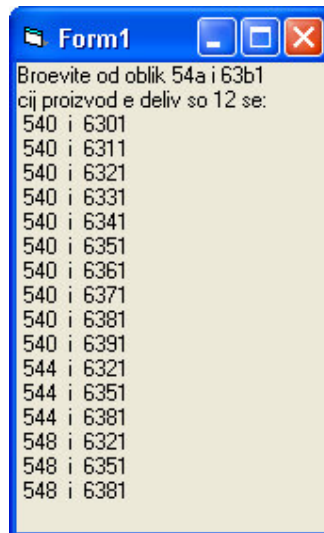 Form1
Broevite od oblik 54a i 63b1
cij proizvod e deliv so 12 se:
540 i 6301
540 i 6311
540 i 6321
540 i 6331
540 i 6341
540 i 6351
540 i 6361
540 i 6371
540 i 6381
540 i 6391
544 i 6321
544 i 6351
544 i 6381
548 i 6321
548 i 6351
548 i 6381